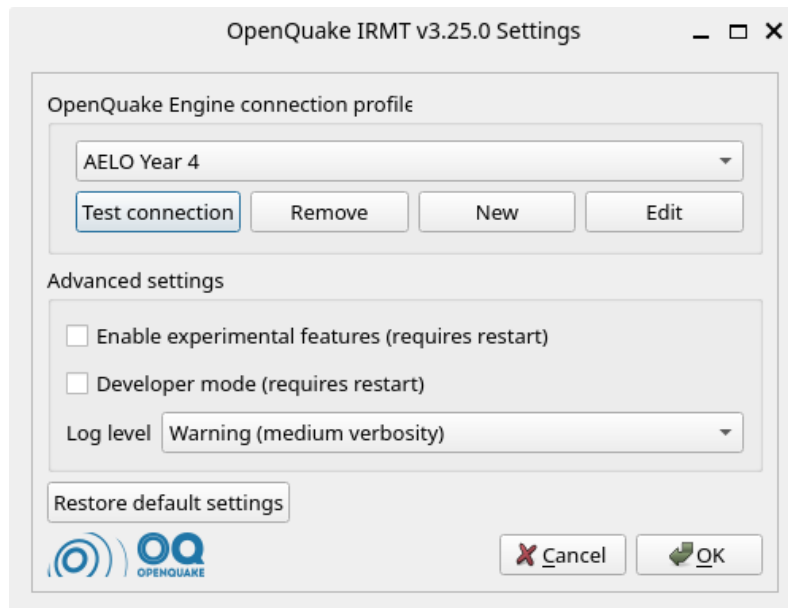 OpenQuake IRMT v3.25.0 Settings
OpenQuake Engine connection profile
AELO Year 4
Test connection Remove New Edit
Advanced settings
Enable experimental features (requires restart)
Developer mode (requires restart)
Log level Warning (medium verbosity)
Restore default settings
OQ
OPENQUAKE
Cancel OK